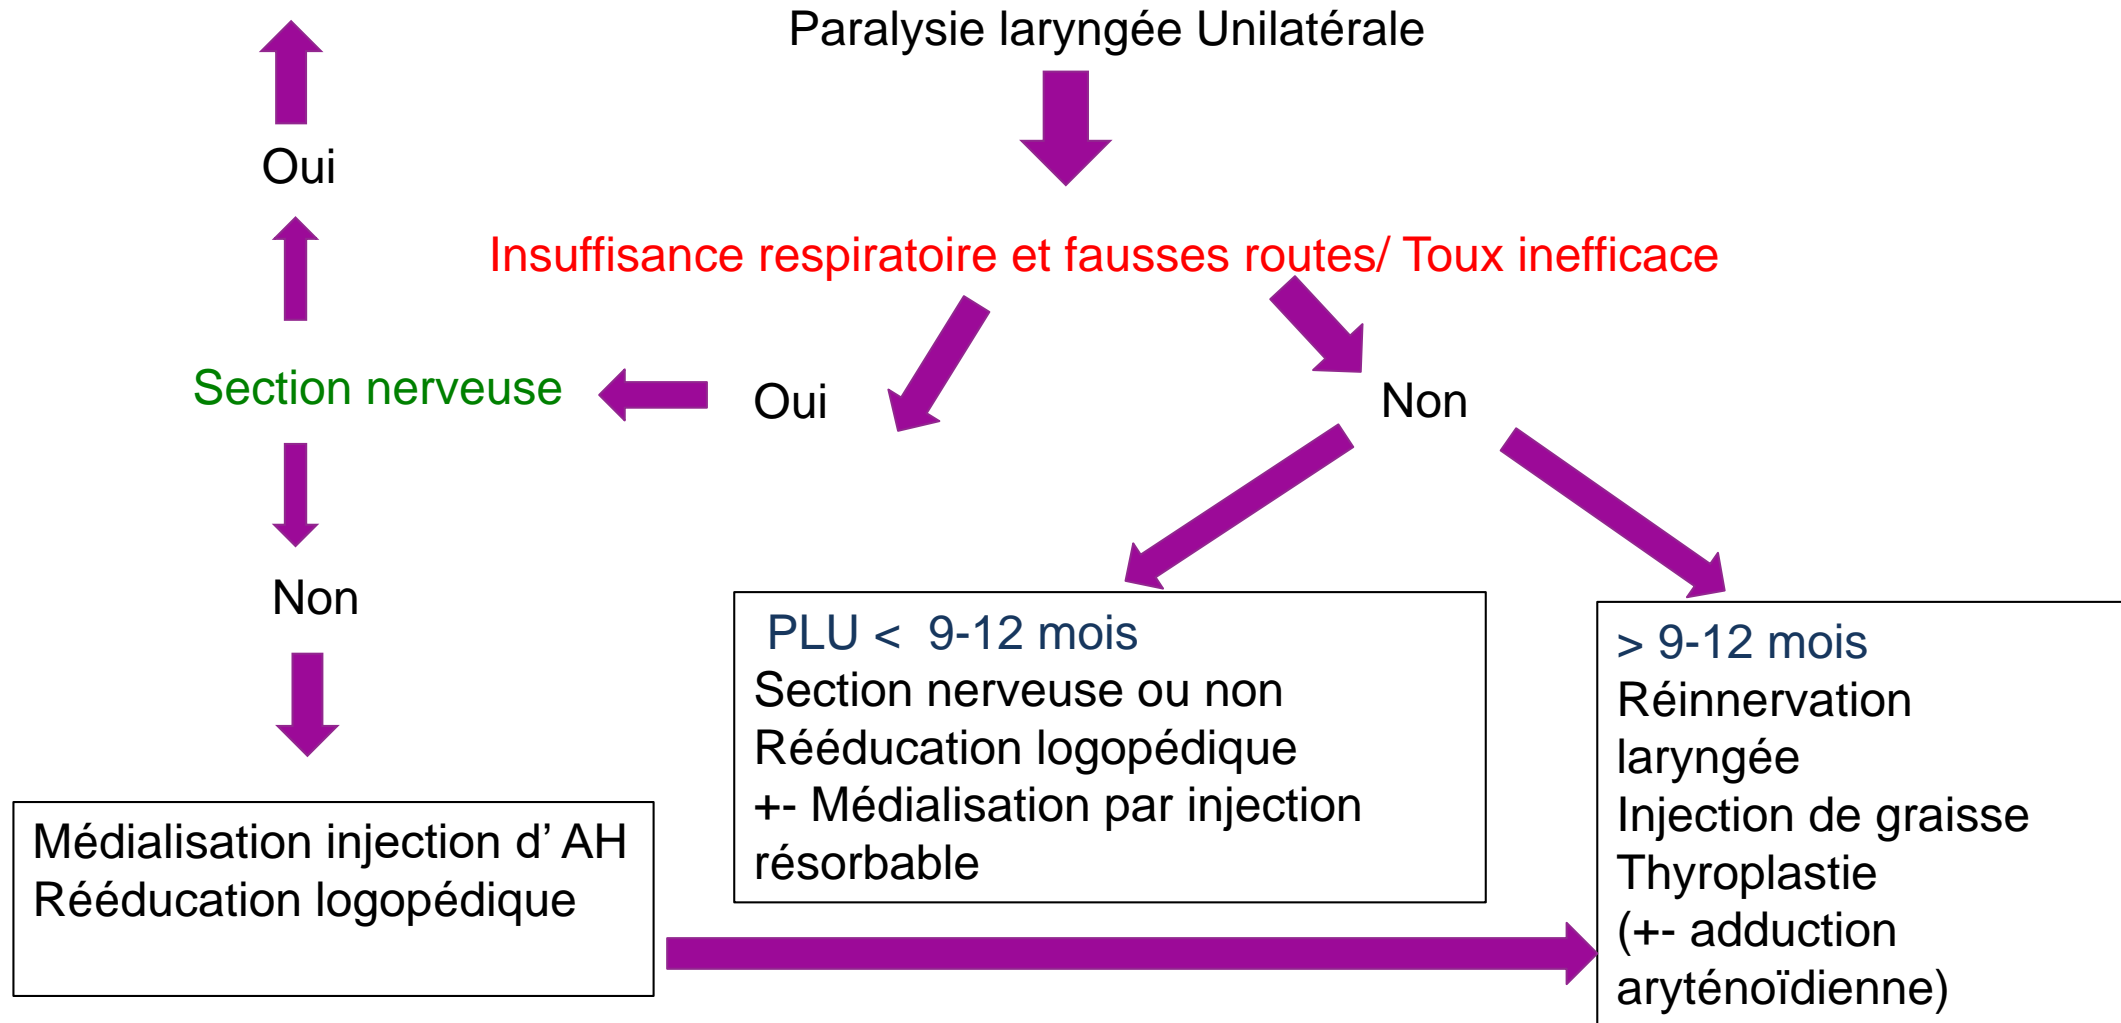 Paralysie laryngée Unilatérale
Oui
Insuffisance respiratoire et fausses routes/ Toux inefficace
Section nerveuse
Oui
Non
Non
PLU < 9-12 mois
Section nerveuse ou non
Rééducation logopédique
+- Médialisation par injection
résorbable
> 9-12 mois
Réinnervation
laryngée
Injection de graisse
Thyroplastie
(+- adduction
aryténoïdienne)
Médialisation injection d’ AH
Rééducation logopédique